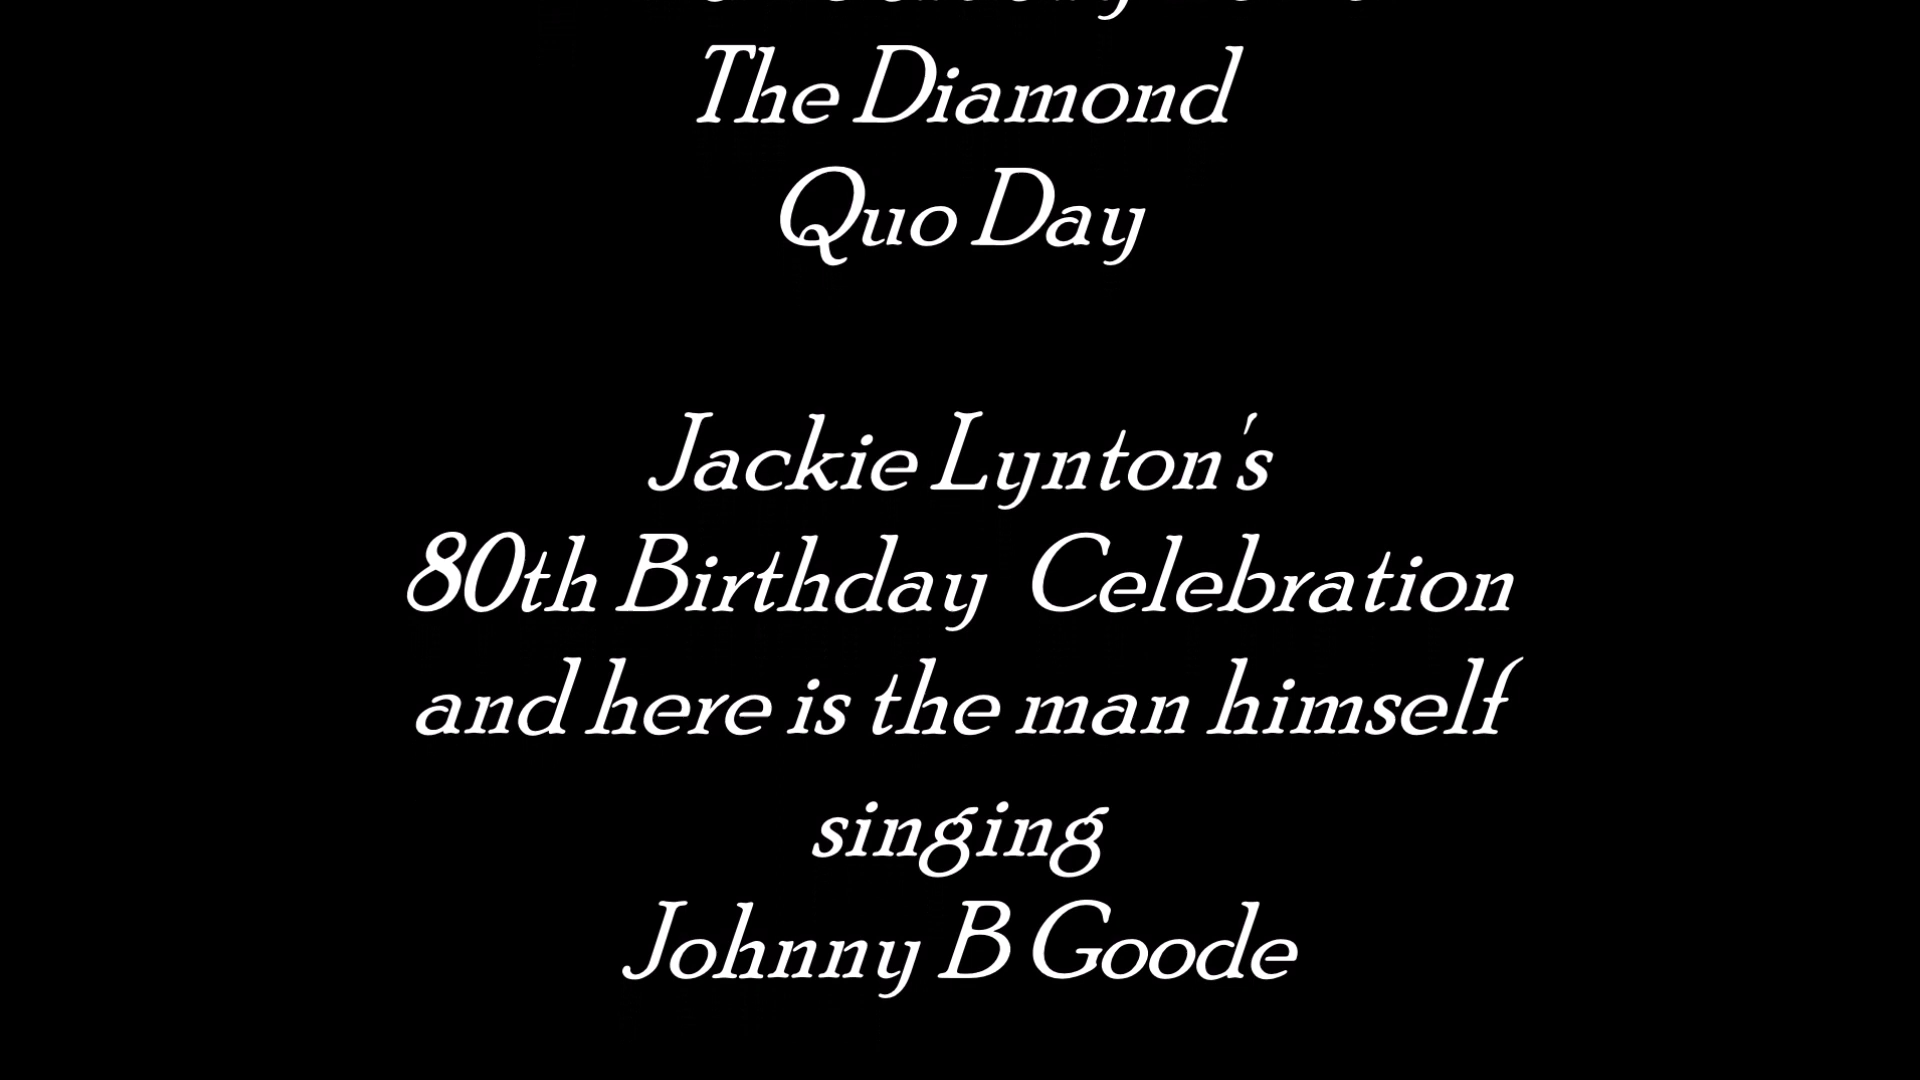 The Diamond
Quo Day
Jackie Lynton's
80th Birthday  Celebration
and here is the man himself
singing
Johnny B Goode